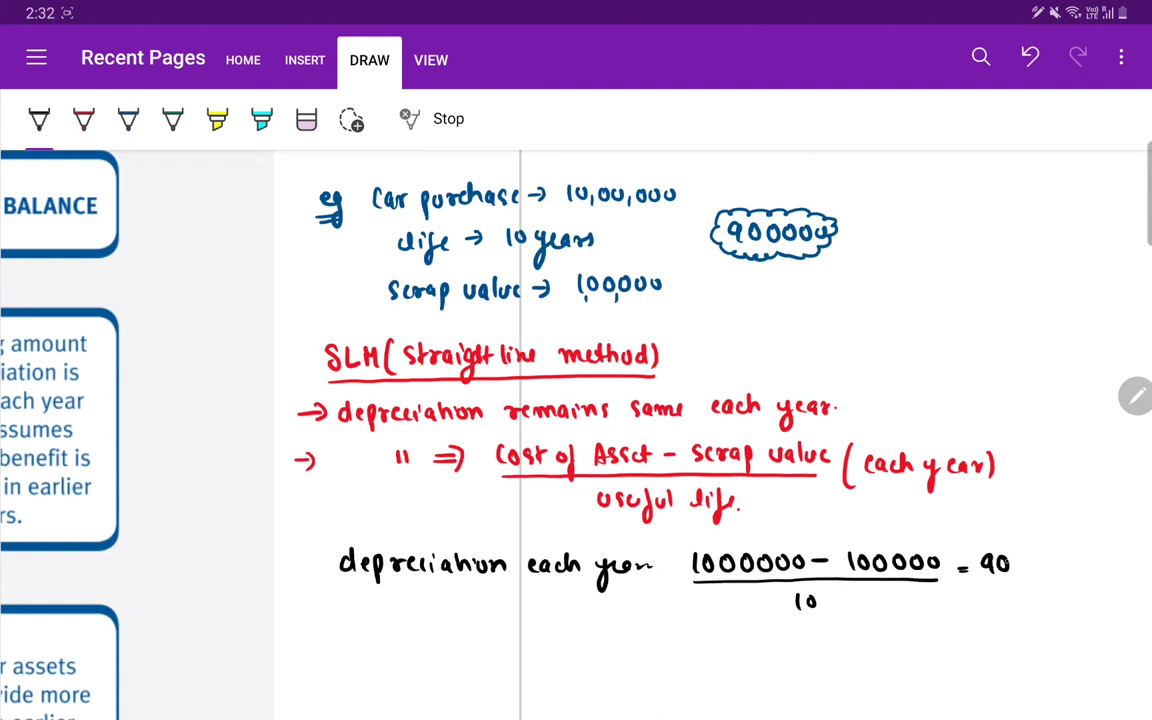 2:32
Recent Pages HOME INSERT DRAW VIEW
Stop
BALANCE
g amount
iation is
ach year
ssumes
benefit is
in earlier
rs.
r assets
vide more
eg Car purchase → 10,00,000
life → 10 years
900000
scrap value → 1,00,000
SLM (straight line method)
→ depreciation remains same each year.
→ " ⇒ Cost of Asset - scrap value (each year)
useful life.
depreciation each year 1000000 - 100000 = 90
10